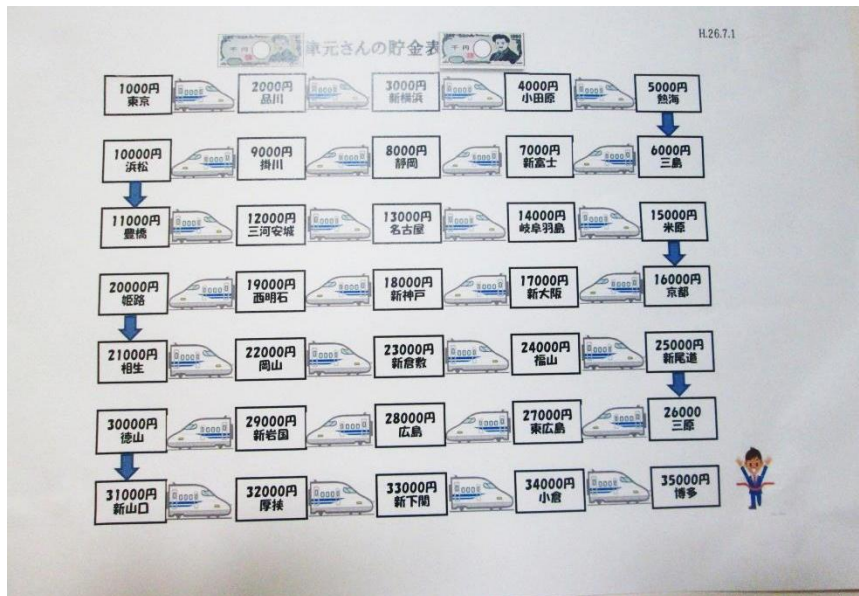 H.26.7.1
千円
元さんの貯金表
千円
1000円
東京
2000円
品川
3000円
新横浜
4000円
小田原
5000円
熱海
6000円
三島
7000円
新富士
8000円
静岡
9000円
掛川
10000円
浜松
11000円
豊橋
12000円
三河安城
13000円
名古屋
14000円
岐阜羽島
15000円
米原
16000円
京都
17000円
新大阪
18000円
新神戸
19000円
西明石
20000円
姫路
21000円
相生
22000円
岡山
23000円
新倉敷
24000円
福山
25000円
新尾道
26000
三原
27000円
東広島
28000円
広島
29000円
新岩国
30000円
徳山
31000円
新山口
32000円
厚挟
33000円
新下関
34000円
小倉
35000円
博多